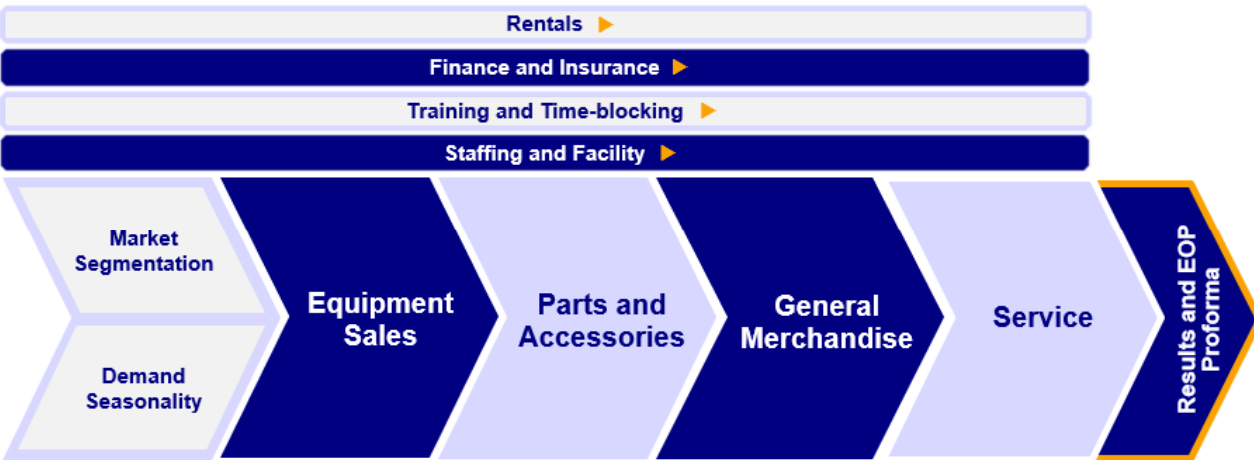 Rentals
Finance and Insurance
Training and Time-blocking
Staffing and Facility
Market
Segmentation
Demand
Seasonality
Equipment
Sales
Parts and
Accessories
General
Merchandise
Service
Results and EOP
Proforma